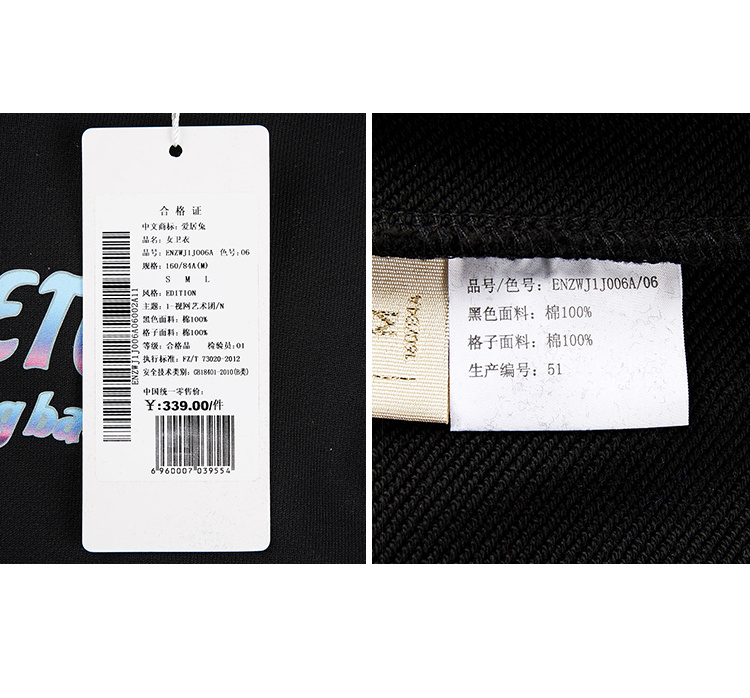 合格证
中文商标：爱居兔
品名：女卫衣
品号：ENZWJ1J006A 色号：06
规格：160/84A(M)
S M L
风格：EDITION
主题：1-视网艺术团/N
黑色面料：棉100%
格子面料：棉100%
等级：合格品 检验员：01
执行标准：FZ/T 73020-2012
安全技术类别：GB18401-2010(B类)
中国统一零售价：
¥:339.00/件
6 960007 039554
ENZWJ1J006A06002A11
ET
g ba
M
160/84A
品号/色号：ENZWJ1J006A/06
黑色面料：棉100%
格子面料：棉100%
生产编号：51